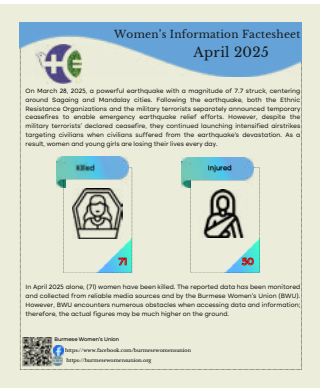 Women's Information Factesheet
April 2025
On March 28, 2025, a powerful earthquake with a magnitude of 7.7 struck, centering
around Sagaing and Mandalay cities. Following the earthquake, both the Ethnic
Resistance Organizations and the military terrorists separately announced temporary
ceasefires to enable emergency earthquake relief efforts. However, despite the
military terrorists' declared ceasefire, they continued launching intensified airstrikes
targeting civilians when civilians suffered from the earthquake's devastation. As a
result, women and young girls are losing their lives every day.
Killed
Injured
71
50
In April 2025 alone, (71) women have been killed. The reported data has been monitored
and collected from reliable media sources and by the Burmese Women's Union (BWU).
However, BWU encounters numerous obstacles when accessing data and information;
therefore, the actual figures may be much higher on the ground.
Burmese Women's Union
https://www.facebook.com/burmesewomensunion
https://burmesewomensunion.org